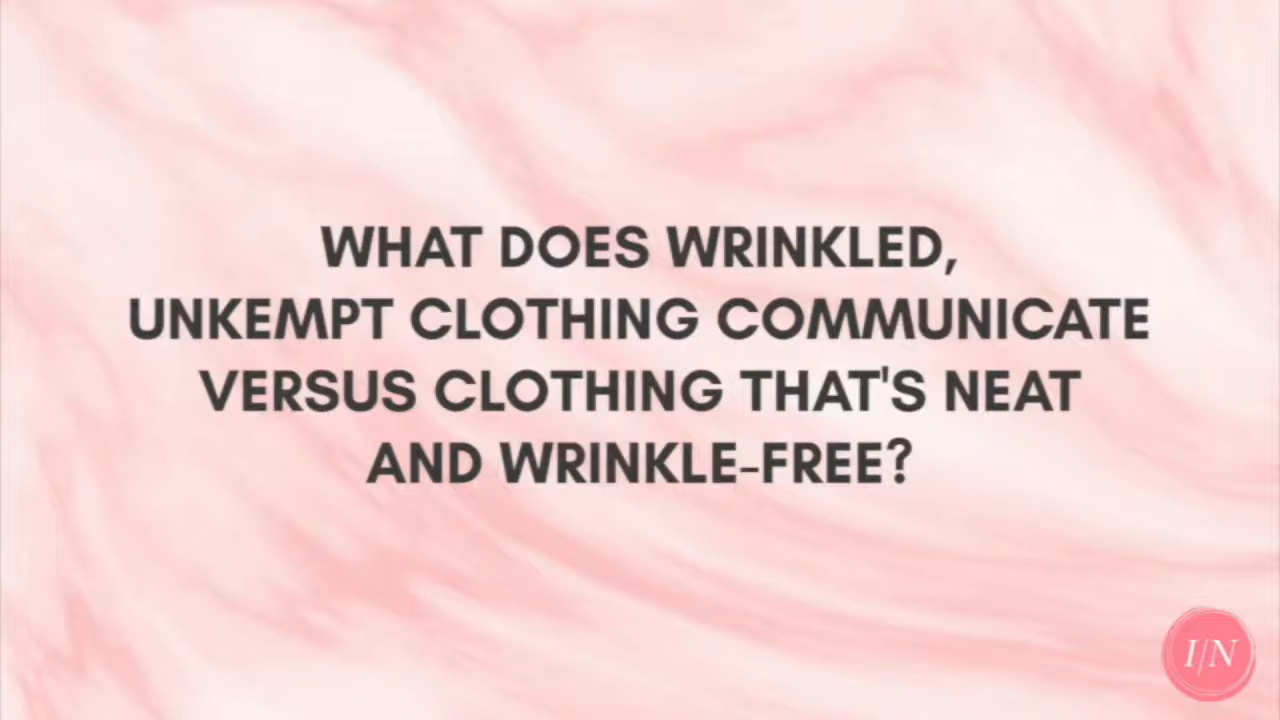 WHAT DOES WRINKLED,
UNKEMPT CLOTHING COMMUNICATE
VERSUS CLOTHING THAT'S NEAT
AND WRINKLE-FREE?
I/N